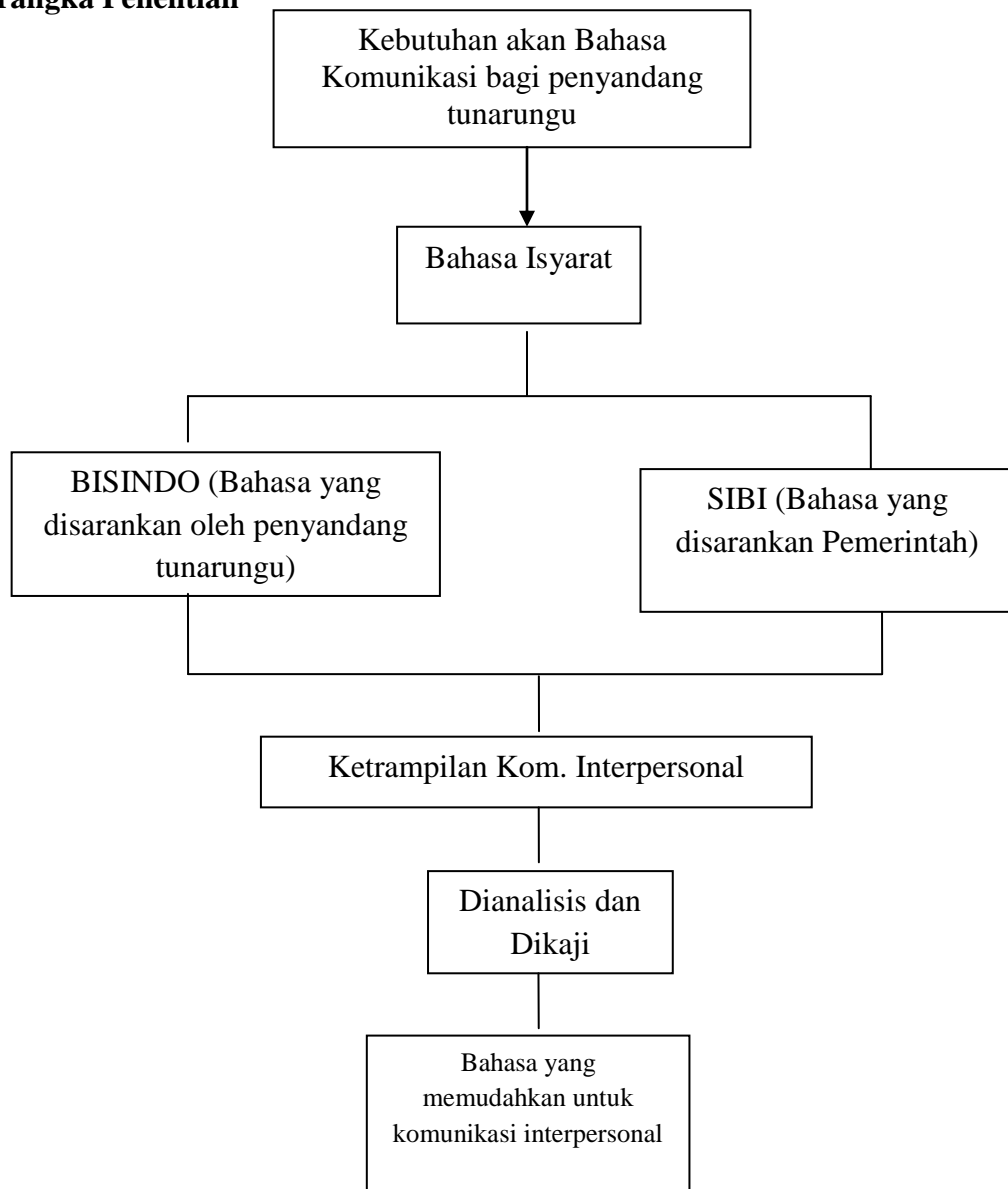 rangka Penelitian
Kebutuhan akan Bahasa
Komunikasi bagi penyandang
tunarungu
Bahasa Isyarat
BISINDO (Bahasa yang
disarankan oleh penyandang
tunarungu)
SIBI (Bahasa yang
disarankan Pemerintah)
Ketrampilan Kom. Interpersonal
Dianalisis dan
Dikaji
Bahasa yang
memudahkan untuk
komunikasi interpersonal